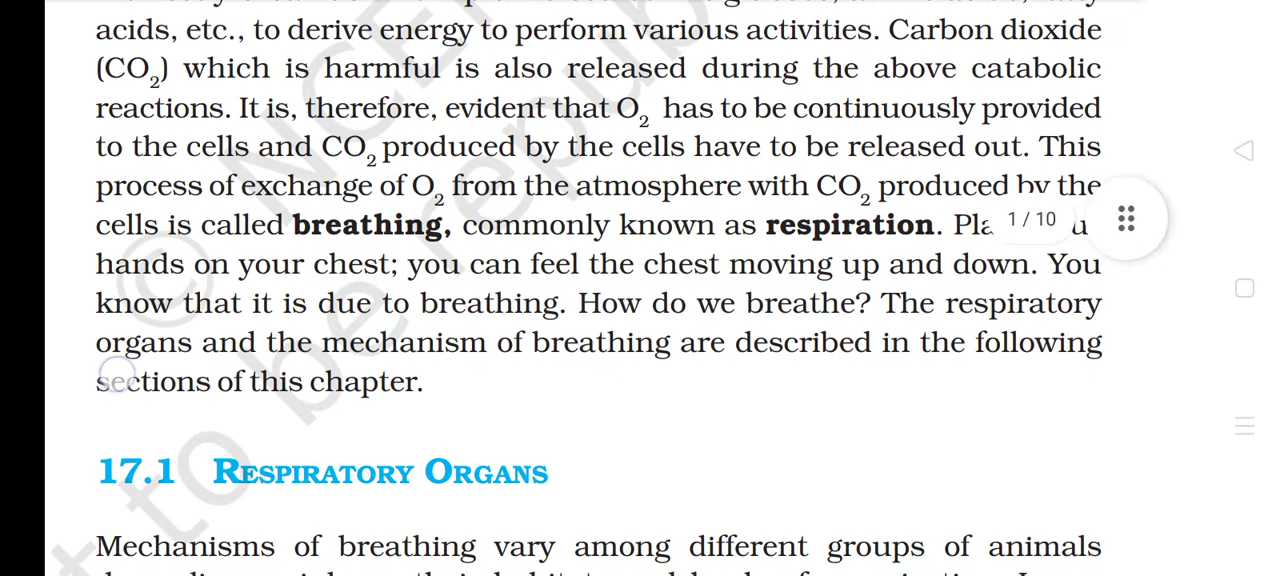 acids, etc., to derive energy to perform various activities. Carbon dioxide
(CO₂) which is harmful is also released during the above catabolic
reactions. It is, therefore, evident that O₂ has to be continuously provided
to the cells and CO₂ produced by the cells have to be released out. This
process of exchange of O₂ from the atmosphere with CO₂ produced by the
cells is called breathing, commonly known as respiration.
1 / 10
hands on your chest; you can feel the chest moving up and down. You
know that it is due to breathing. How do we breathe? The respiratory
organs and the mechanism of breathing are described in the following
sections of this chapter.
17.1 RESPIRATORY ORGANS
Mechanisms of breathing vary among different groups of animals